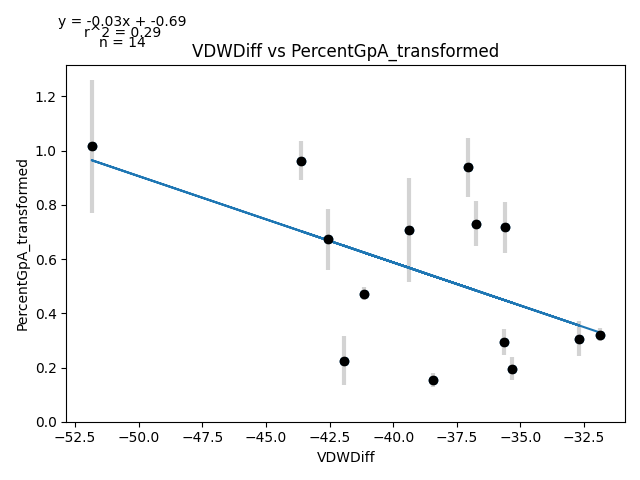 y = -0.03x + -0.69
r^2 = 0.29
n = 14
VDWDiff vs PercentGpA_transformed
PercentGpA_transformed
1.2
1.0
0.8
0.6
0.4
0.2
0.0
−52.5 −50.0 −47.5 −45.0 −42.5 −40.0 −37.5 −35.0 −32.5
VDWDiff